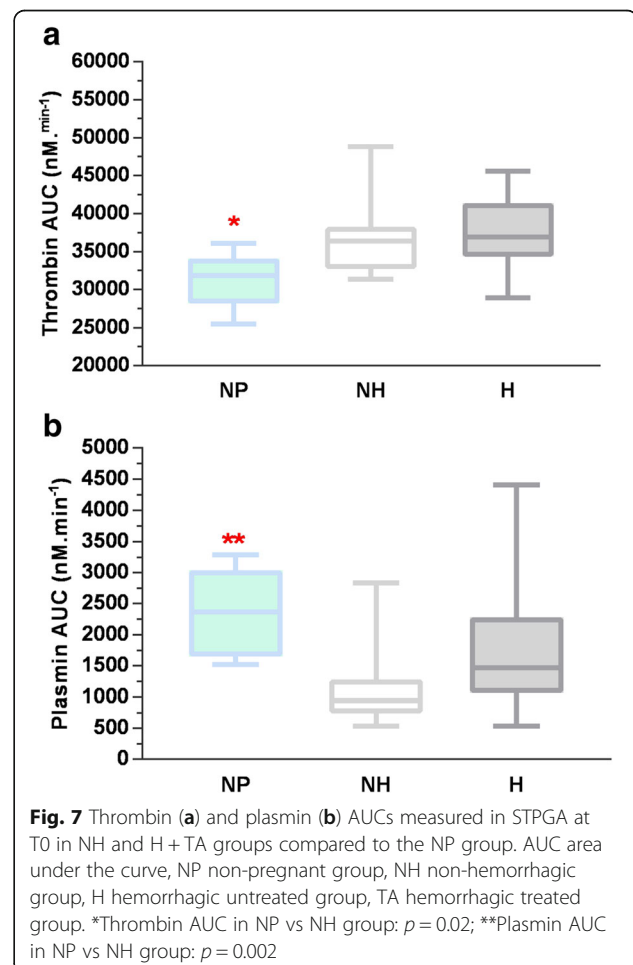 a
Thrombin AUC (nM.min-1)
60000
55000
50000
45000
40000
35000
30000
25000
20000
*
NP NH H
b
Plasmin AUC (nM.min-1)
5000
4500
4000
3500
3000
2500
2000
1500
1000
500
0
**
NP NH H
Fig. 7 Thrombin (a) and plasmin (b) AUCs measured in STPGA at
T0 in NH and H + TA groups compared to the NP group. AUC area
under the curve, NP non-pregnant group, NH non-hemorrhagic
group, H hemorrhagic untreated group, TA hemorrhagic treated
group. *Thrombin AUC in NP vs NH group: p = 0.02; **Plasmin AUC
in NP vs NH group: p = 0.002